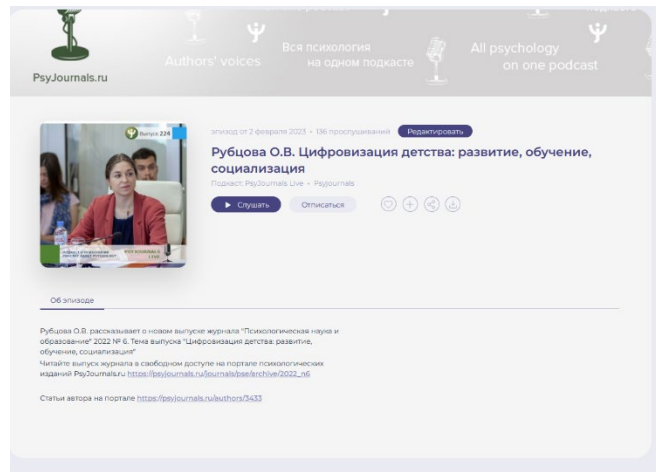 PsyJournals.ru
Authors' voices
Вся психология
на одном подкасте
All psychology
on one podcast
Выпуск 224
эпизод от 2 февраля 2023 • 136 прослушиваний
Редактировать
Рубцова О.В. Цифровизация детства: развитие, обучение,
социализация
Подкаст: PsyJournals Live • Psyjournals
Слушать
Отписаться
Об эпизоде
Рубцова О.В. рассказывает о новом выпуске журнала "Психологическая наука и
образование" 2022 № 6. Тема выпуска "Цифровизация детства: развитие,
обучение, социализация"
Читайте выпуск журнала в свободном доступе на портале психологических
изданий PsyJournals.ru https://psyjournals.ru/journals/pse/archive/2022_n6
Статьи автора на портале https://psyjournals.ru/authors/3433